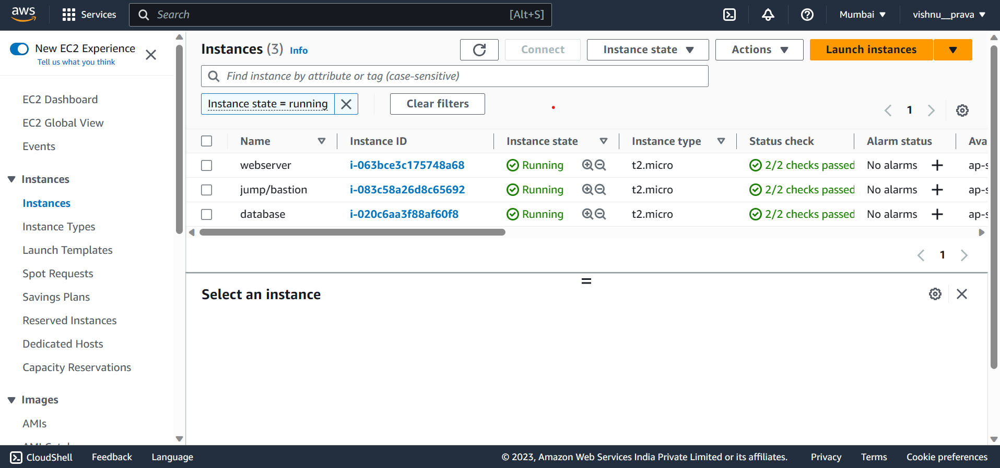 aws Services Search [Alt+S] Mumbai vishnu__prava
New EC2 Experience
Tell us what you think
EC2 Dashboard
EC2 Global View
Events
Instances
Instances
Instance Types
Launch Templates
Spot Requests
Savings Plans
Reserved Instances
Dedicated Hosts
Capacity Reservations
Images
AMIs
Instances (3) Info Connect Instance state Actions Launch instances
Find instance by attribute or tag (case-sensitive)
Instance state = running Clear filters 1
Name Instance ID Instance state Instance type Status check Alarm status Ava
webserver i-063bce3c175748a68 Running t2.micro 2/2 checks passed No alarms ap-s
jump/bastion i-083c58a26d8c65692 Running t2.micro 2/2 checks passed No alarms ap-s
database i-020c6aa3f88af60f8 Running t2.micro 2/2 checks passed No alarms ap-s
1
Select an instance
CloudShell Feedback Language © 2023, Amazon Web Services India Private Limited or its affiliates. Privacy Terms Cookie preferences